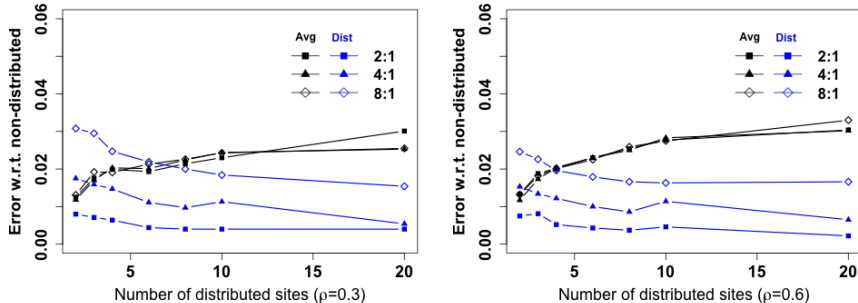 Error w.r.t. non-distributed
0.06
0.04
0.02
0.00
Avg Dist
2:1
4:1
8:1
5 10 15 20
Number of distributed sites (ρ=0.3)
Error w.r.t. non-distributed
0.06
0.04
0.02
0.00
Avg Dist
2:1
4:1
8:1
5 10 15 20
Number of distributed sites (ρ=0.6)